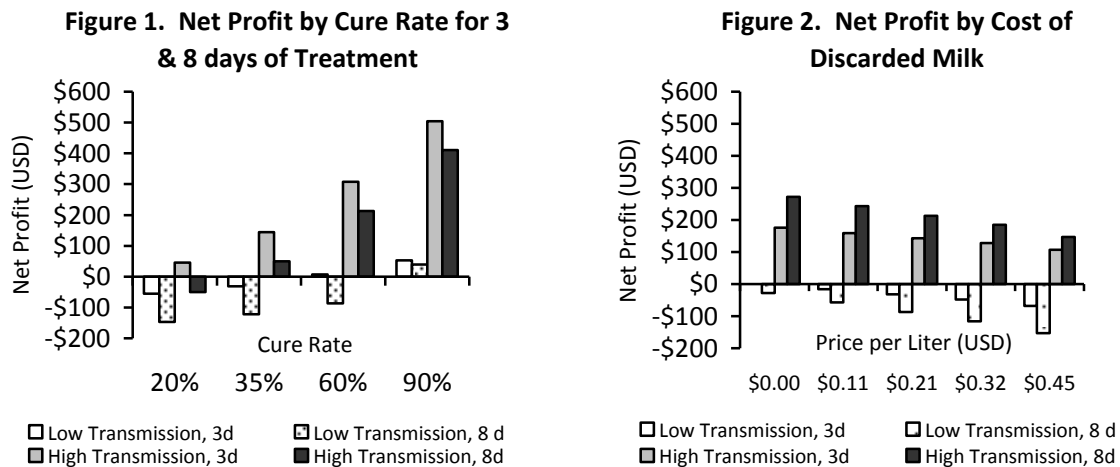 Figure 1.  Net Profit by Cure Rate for 3
& 8 days of Treatment
Net Profit (USD)
$600
$500
$400
$300
$200
$100
$0
-$100
-$200
Cure Rate
20% 35% 60% 90%
Low Transmission, 3d Low Transmission, 8 d
High Transmission, 3d High Transmission, 8d
Figure 2.  Net Profit by Cost of
Discarded Milk
Net Profit (USD)
$600
$500
$400
$300
$200
$100
$0
-$100
-$200
Price per Liter (USD)
$0.00 $0.11 $0.21 $0.32 $0.45
Low Transmission, 3d Low Transmission, 8 d
High Transmission, 3d High Transmission, 8d